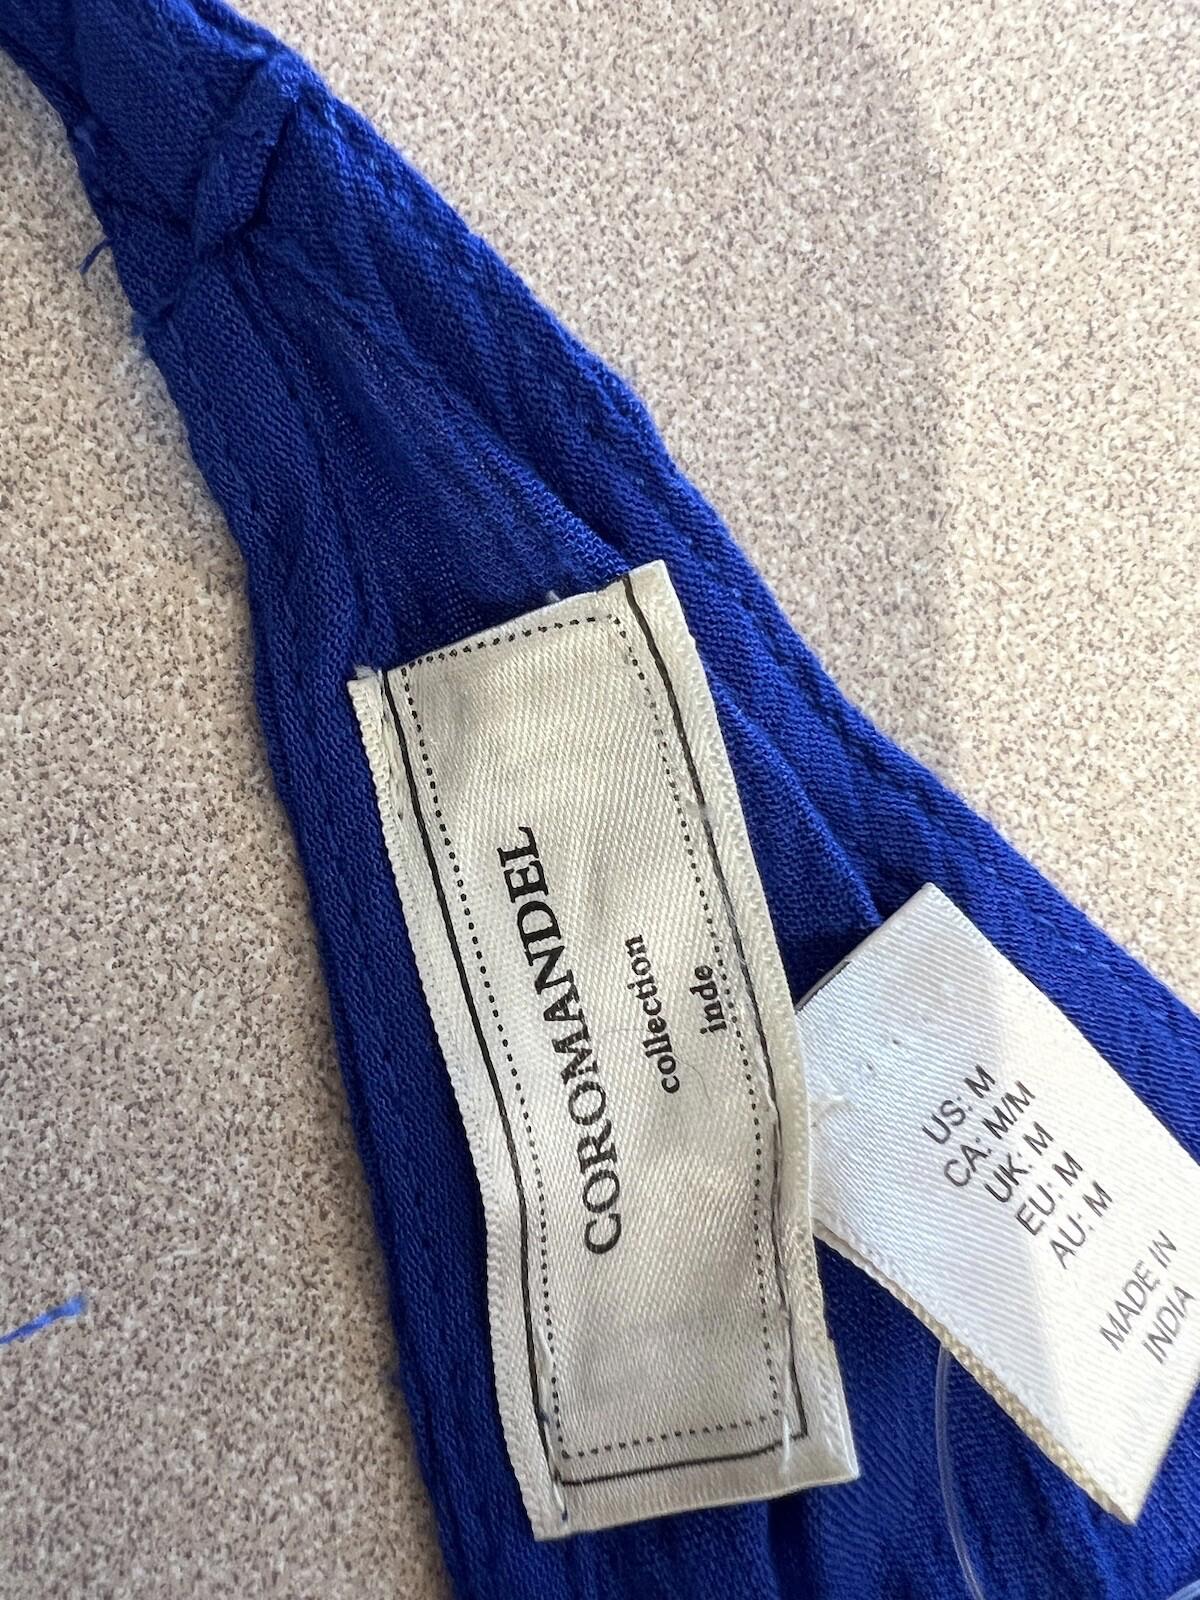 COROMANDEL
collection
inde
US: M
CA: M/M
UK: M
EU: M
AU: M
MADE IN
INDIA